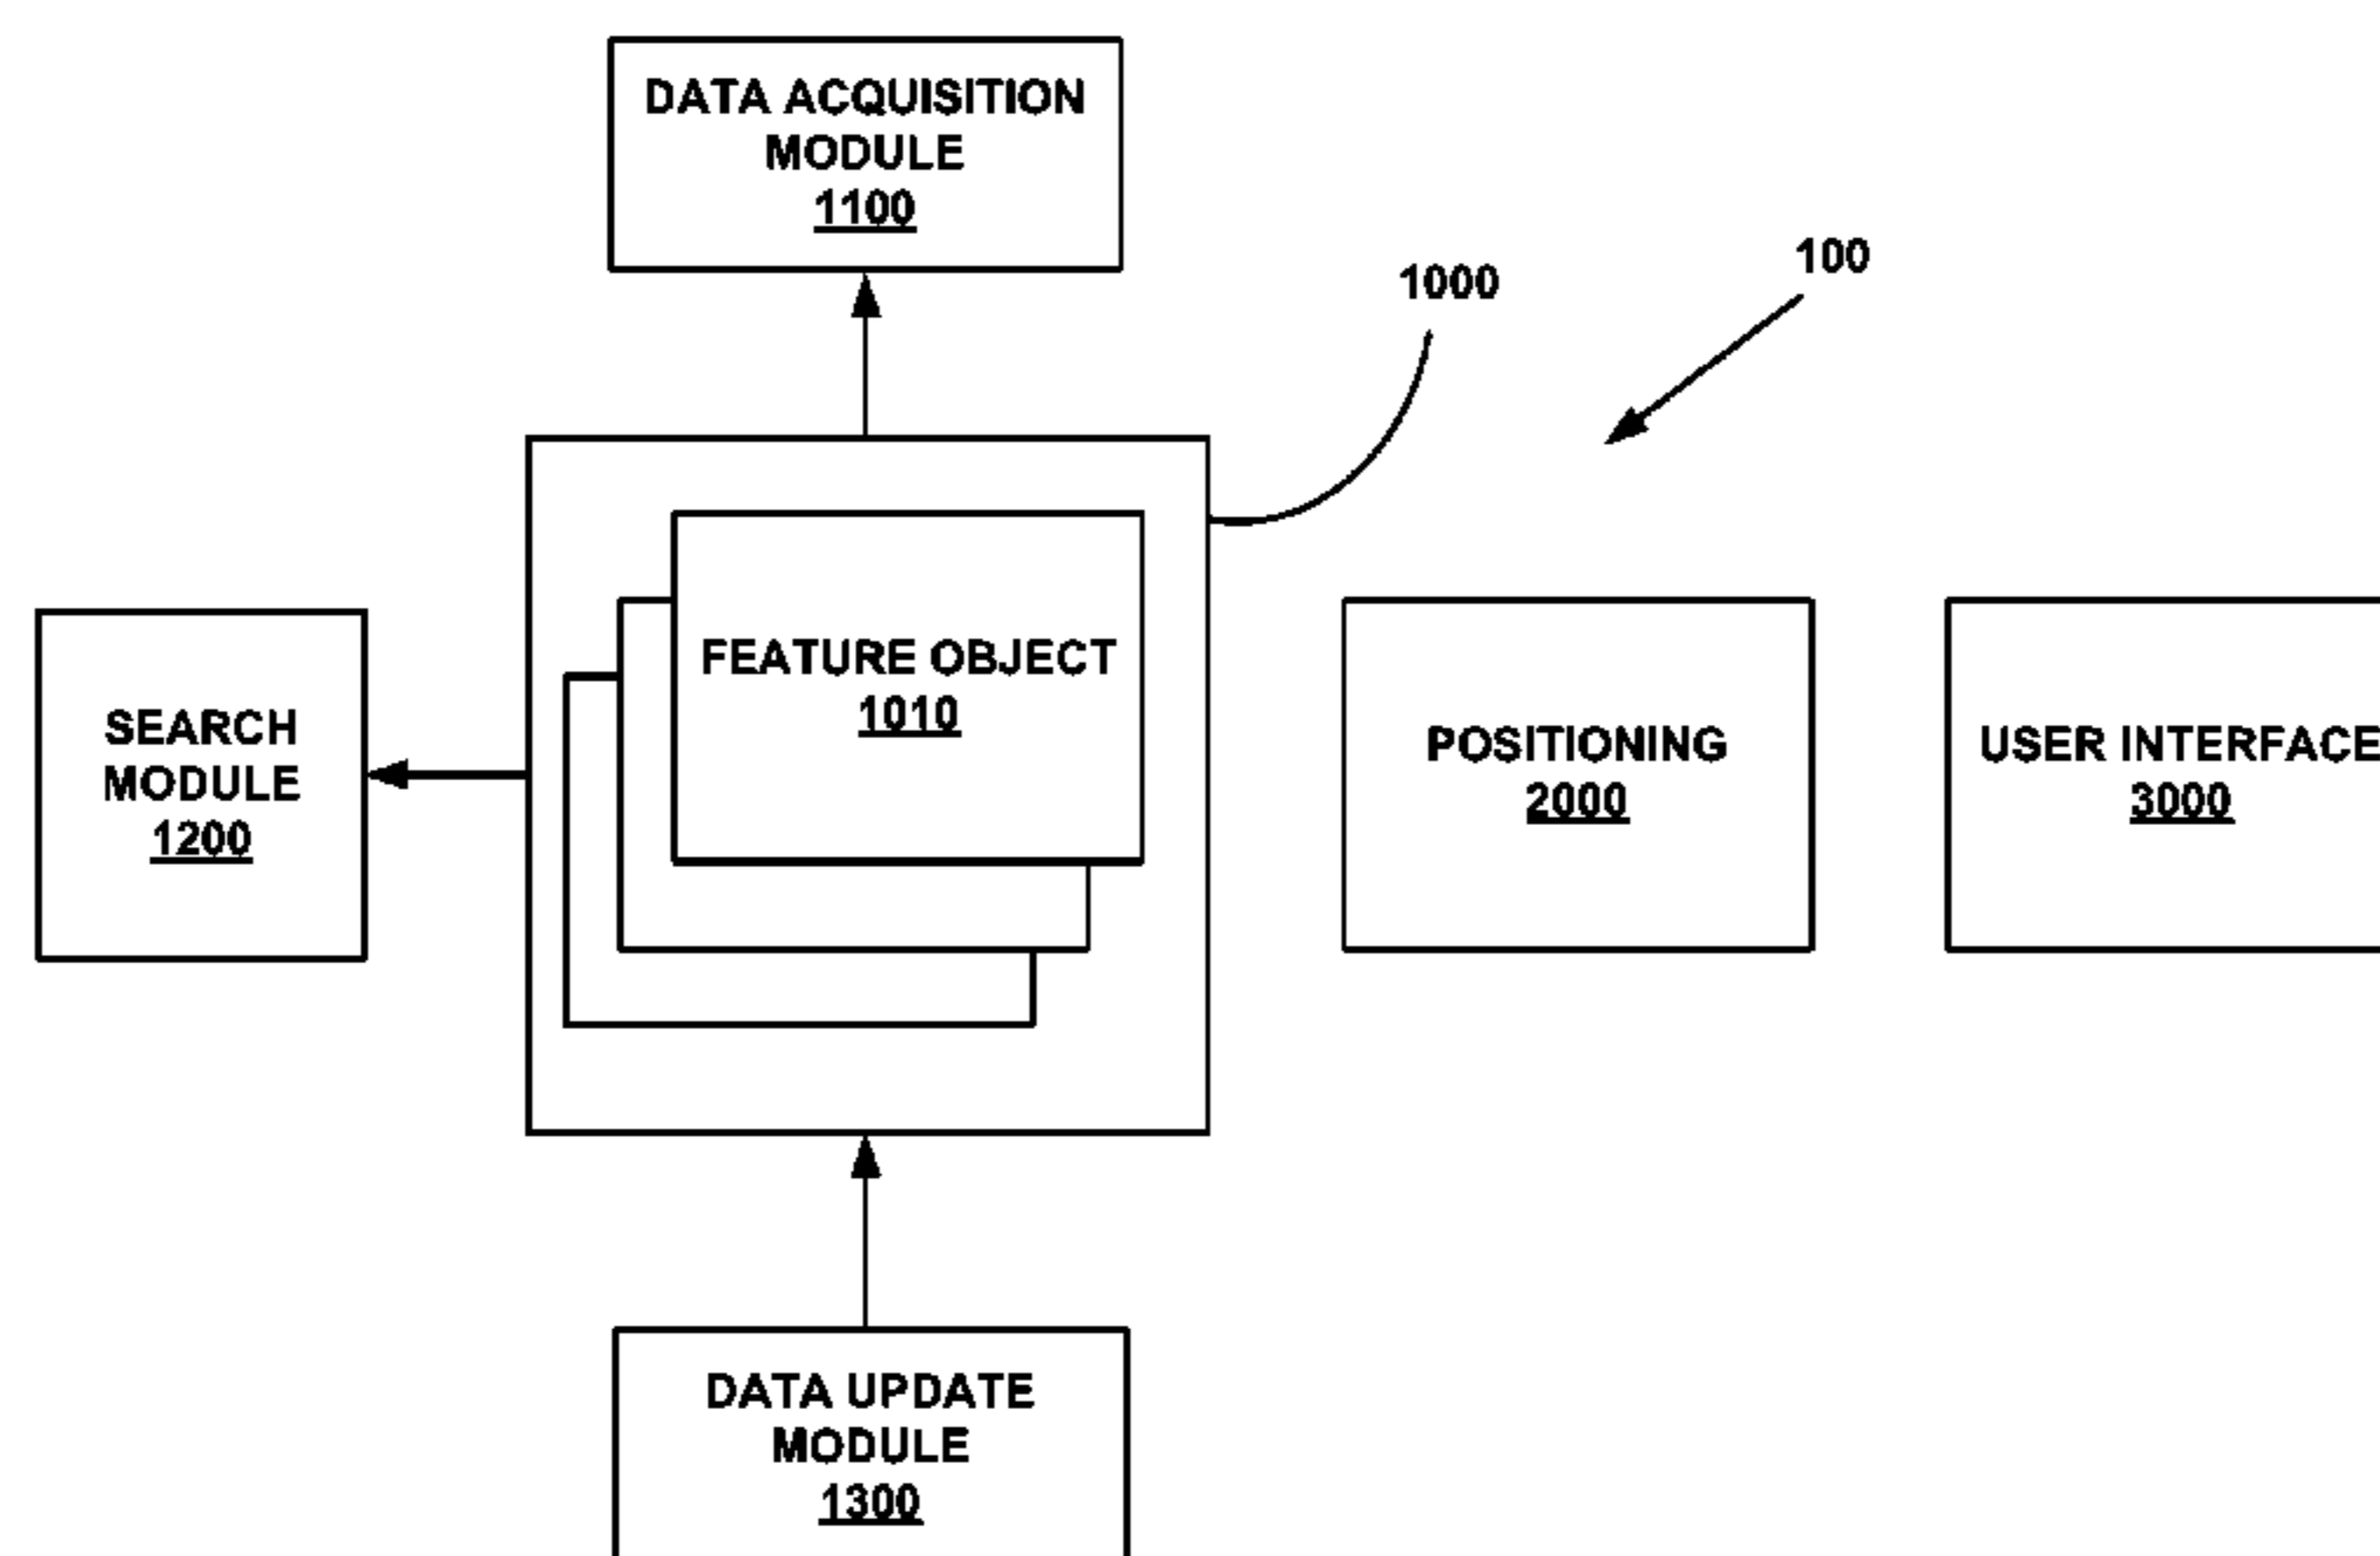 DATA ACQUISITION
MODULE
1100
1000
100
FEATURE OBJECT
1010
SEARCH
MODULE
1200
POSITIONING
2000
USER INTERFACE
3000
DATA UPDATE
MODULE
1300